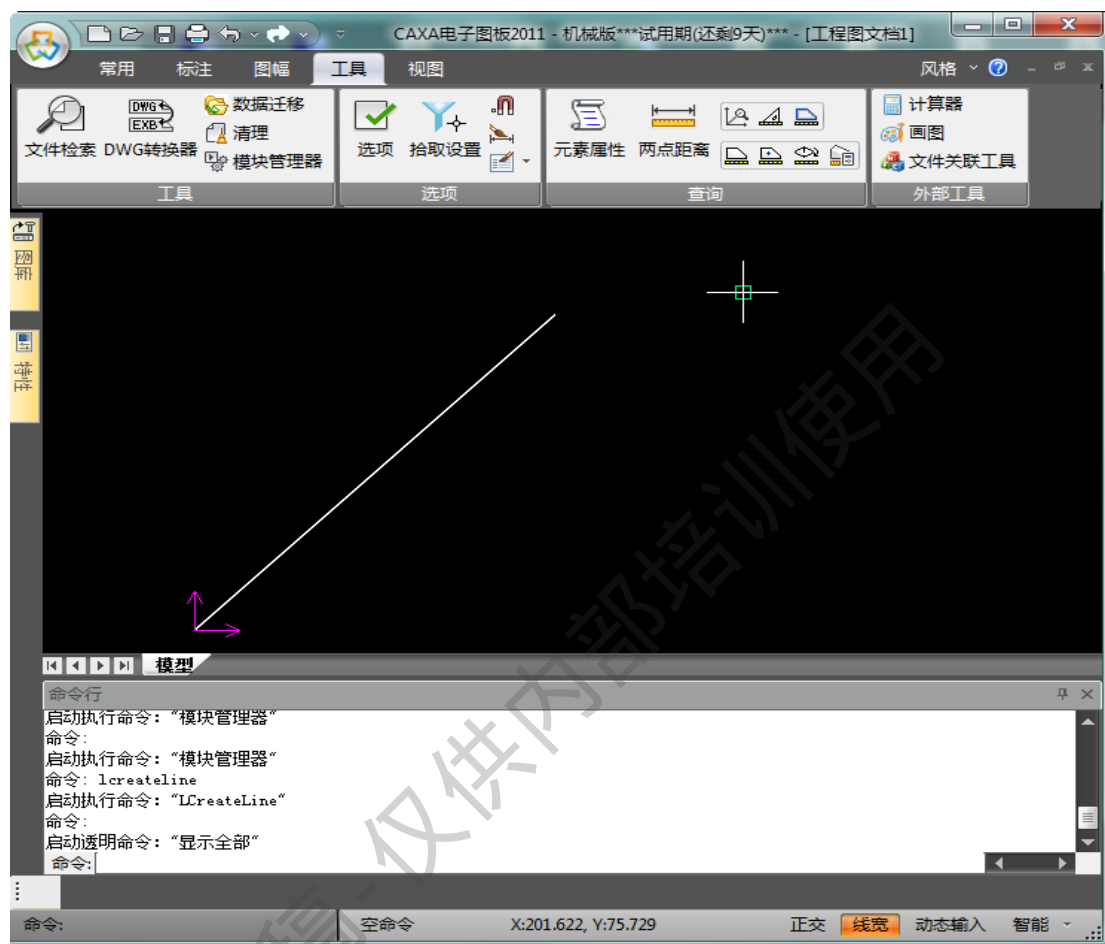 CAXA电子图板2011 - 机械版***试用期(还剩9天)*** - [工程图文档1]
常用 标注 图幅 工具 视图 风格
文件检索 DWG EXB DWG转换器 数据迁移 清理 模块管理器
选项 拾取设置
元素属性 两点距离
计算器
画图
文件关联工具
工具 选项 查询 外部工具
图库
特性
模型
命令行
启动执行命令: "模块管理器"
命令:
启动执行命令: "模块管理器"
命令: lcreateline
启动执行命令: "LCreateLine"
命令:
启动透明命令: "显示全部"
命令:
命令: 空命令 X:201.622, Y:75.729 正交 线宽 动态输入 智能
稿-仅供内部培训使用